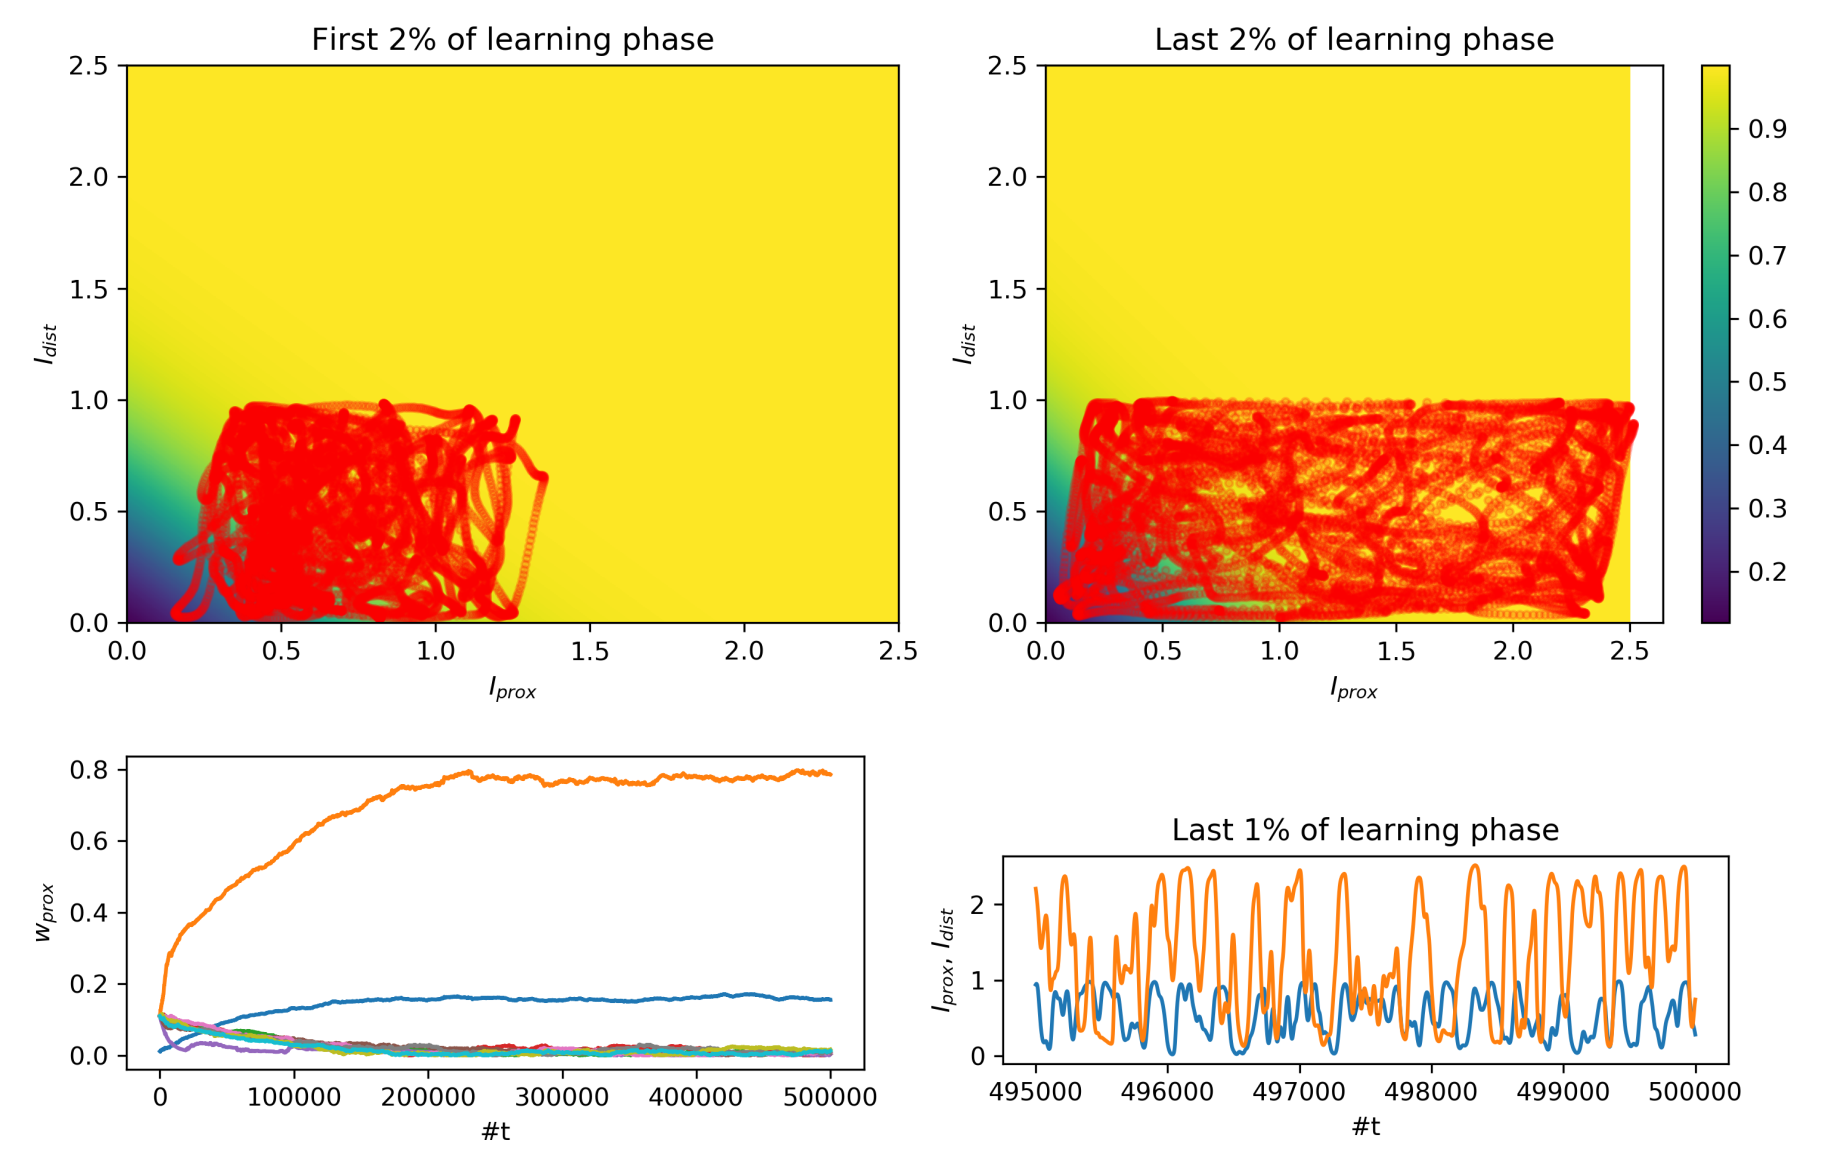 First 2% of learning phase
Last 2% of learning phase
2.5
2.0
1.5
1.0
0.5
0.0
I_dist
0.0 0.5 1.0 1.5 2.0 2.5
I_prox
2.5
2.0
1.5
1.0
0.5
0.0
I_dist
0.0 0.5 1.0 1.5 2.0 2.5
I_prox
0.9
0.8
0.7
0.6
0.5
0.4
0.3
0.2
0.8
0.6
0.4
0.2
0.0
w_prox
0 100000 200000 300000 400000 500000
#t
Last 1% of learning phase
2
1
0
I_prox, I_dist
495000 496000 497000 498000 499000 500000
#t